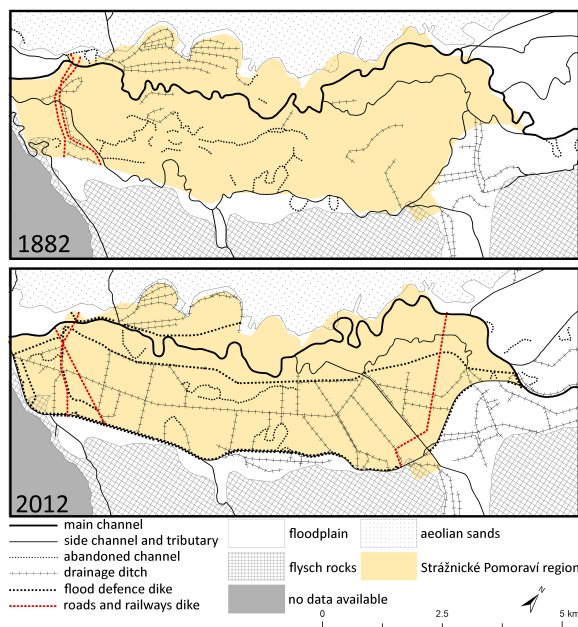 1882
2012
main channel
side channel and tributary
abandoned channel
drainage ditch
flood defence dike
roads and railways dike
floodplain
flysch rocks
no data available
aeolian sands
Strážnické Pomoraví region
N
0 2.5 5 km